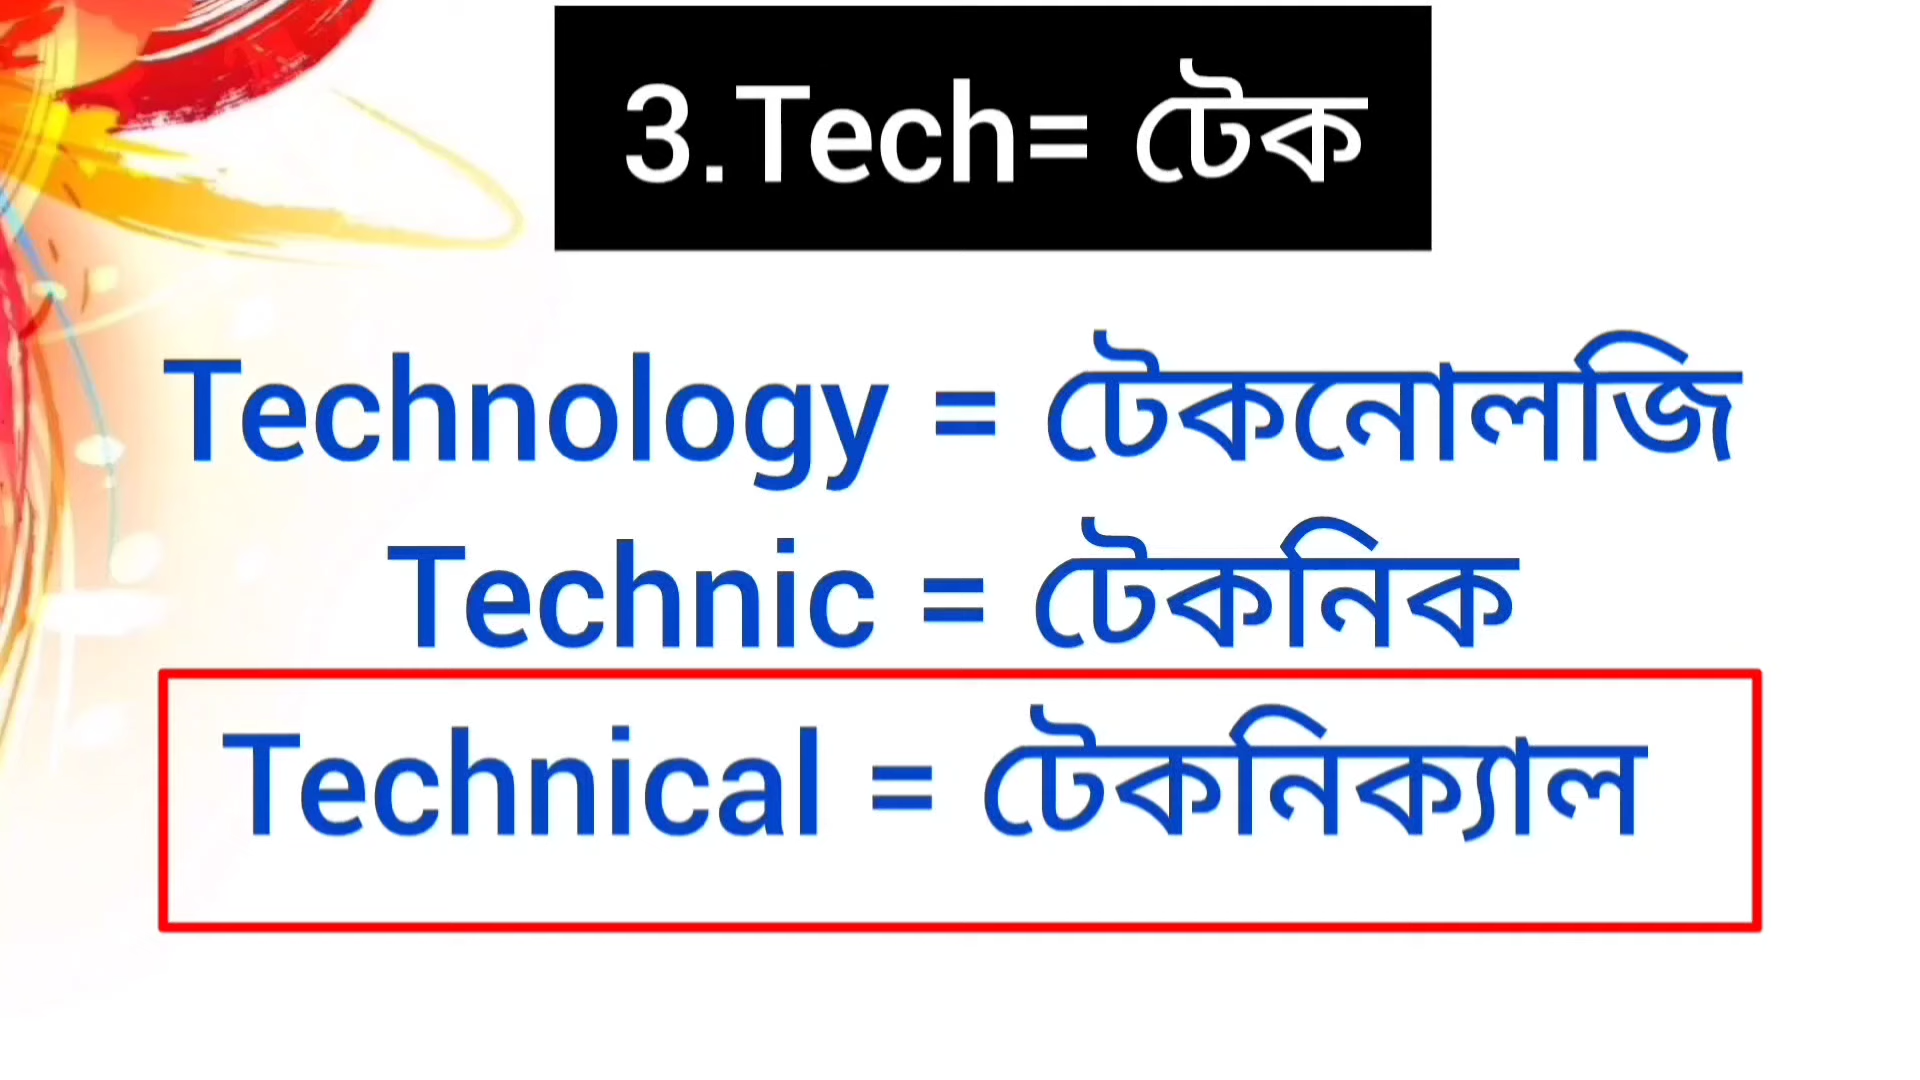 3.Tech= টেক
Technology = টেকনোলজি
Technic = টেকনিক
Technical = টেকনিক্যাল